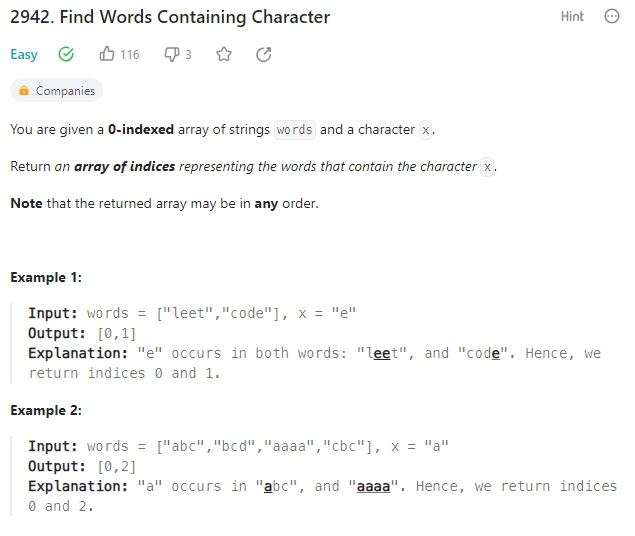 2942. Find Words Containing Character
Hint
Easy 116 3
Companies
You are given a 0-indexed array of strings words and a character x.
Return an array of indices representing the words that contain the character x.
Note that the returned array may be in any order.
Example 1:
Input: words = ["leet","code"], x = "e"
Output: [0,1]
Explanation: "e" occurs in both words: "leet", and "code". Hence, we
return indices 0 and 1.
Example 2:
Input: words = ["abc","bcd","aaaa","cbc"], x = "a"
Output: [0,2]
Explanation: "a" occurs in "abc", and "aaaa". Hence, we return indices
0 and 2.